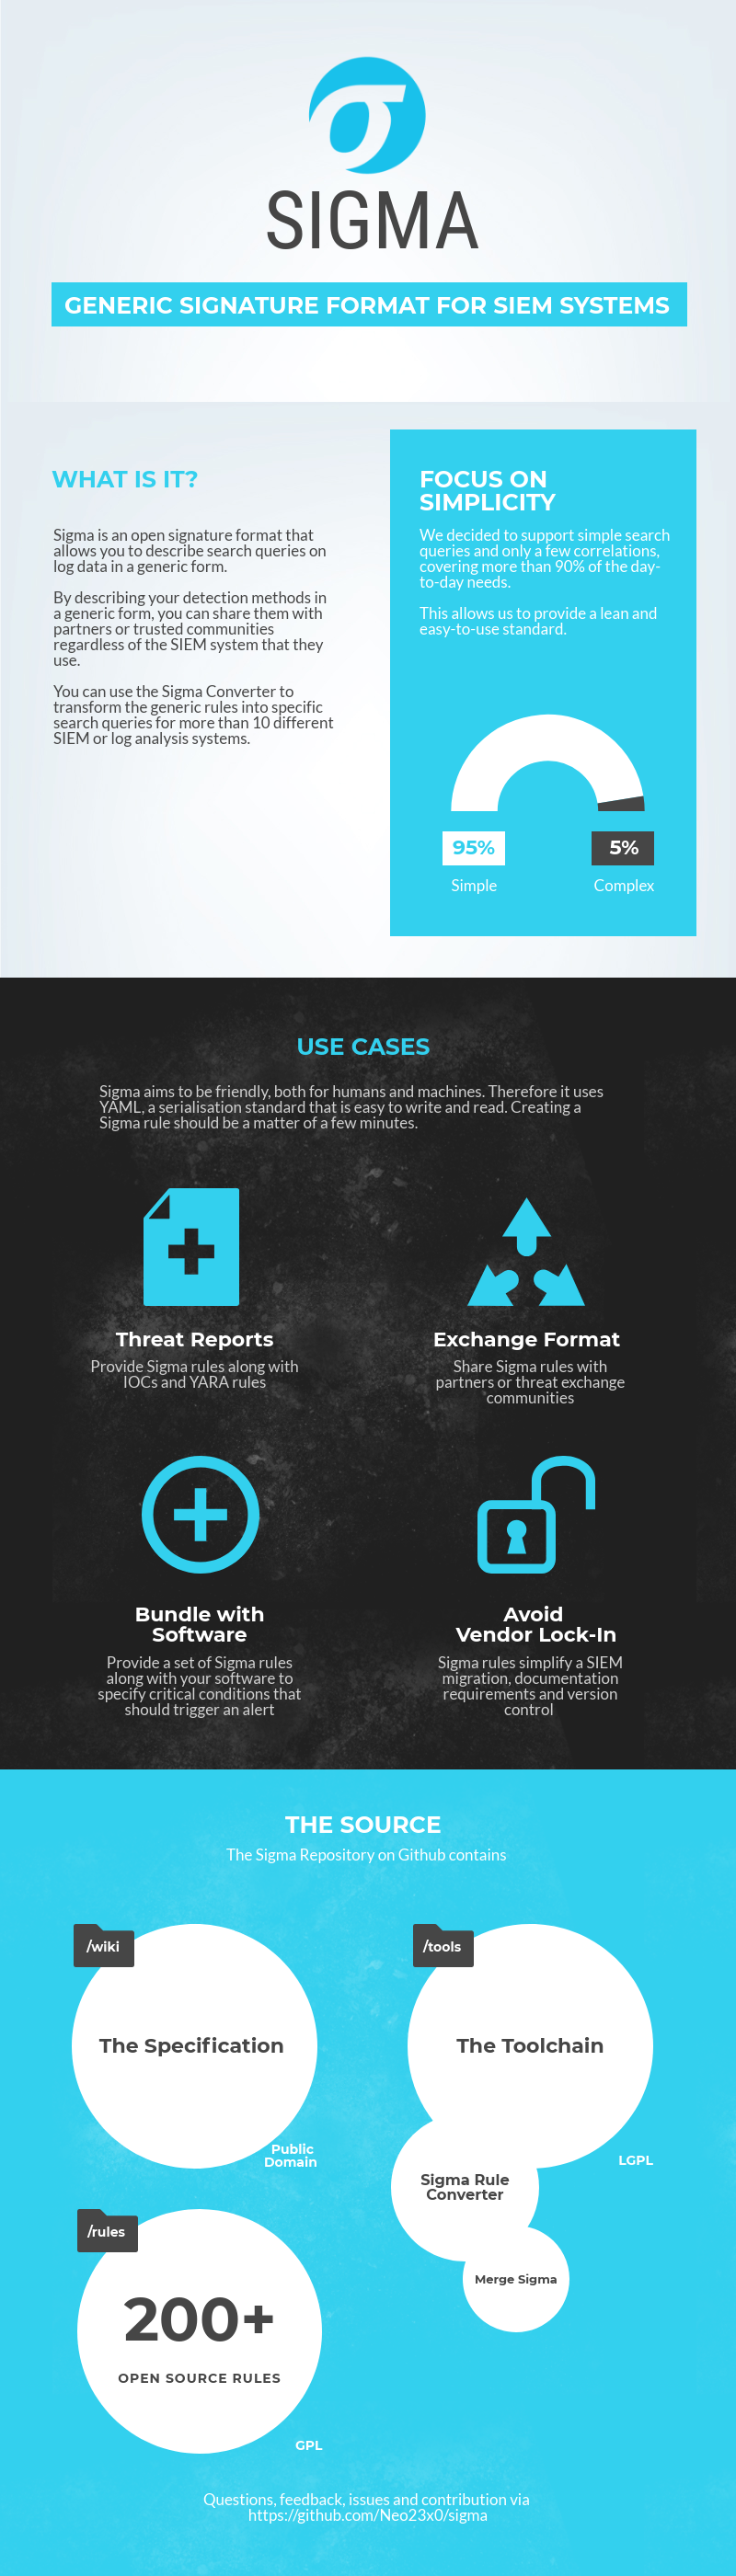 σ
SIGMA
GENERIC SIGNATURE FORMAT FOR SIEM SYSTEMS
WHAT IS IT?
Sigma is an open signature format that
allows you to describe search queries on
log data in a generic form.
By describing your detection methods in
a generic form, you can share them with
partners or trusted communities
regardless of the SIEM system that they
use.
You can use the Sigma Converter to
transform the generic rules into specific
search queries for more than 10 different
SIEM or log analysis systems.
FOCUS ON
SIMPLICITY
We decided to support simple search
queries and only a few correlations,
covering more than 90% of the day-
to-day needs.
This allows us to provide a lean and
easy-to-use standard.
95%
5%
Simple
Complex
USE CASES
Sigma aims to be friendly, both for humans and machines. Therefore it uses
YAML, a serialisation standard that is easy to write and read. Creating a
Sigma rule should be a matter of a few minutes.
Threat Reports
Provide Sigma rules along with
IOCs and YARA rules
Exchange Format
Share Sigma rules with
partners or threat exchange
communities
Bundle with
Software
Provide a set of Sigma rules
along with your software to
specify critical conditions that
should trigger an alert
Avoid
Vendor Lock-In
Sigma rules simplify a SIEM
migration, documentation
requirements and version
control
THE SOURCE
The Sigma Repository on Github contains
/wiki
The Specification
Public
Domain
/tools
The Toolchain
LGPL
Sigma Rule
Converter
Merge Sigma
/rules
200+
OPEN SOURCE RULES
GPL
Questions, feedback, issues and contribution via
https://github.com/Neo23x0/sigma